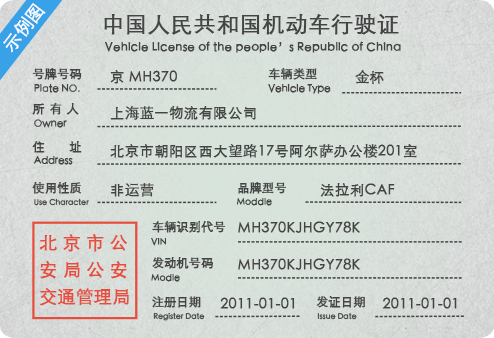 示例图
中国人民共和国机动车行驶证
Vehicle License of the people's Republic of China
号牌号码 京 MH370 车辆类型 金杯
Plate NO. Vehicle Type
所有人 上海蓝一物流有限公司
Owner
住 址 北京市朝阳区西大望路17号阿尔萨办公楼201室
Address
使用性质 非运营 品牌型号 法拉利CAF
Use Character Moddle
北京市公
安局公安
交通管理局
车辆识别代号 MH370KJHGY78K
VIN
发动机号码 MH370KJHGY78K
Modle
注册日期 2011-01-01 发证日期 2011-01-01
Register Date Issue Date